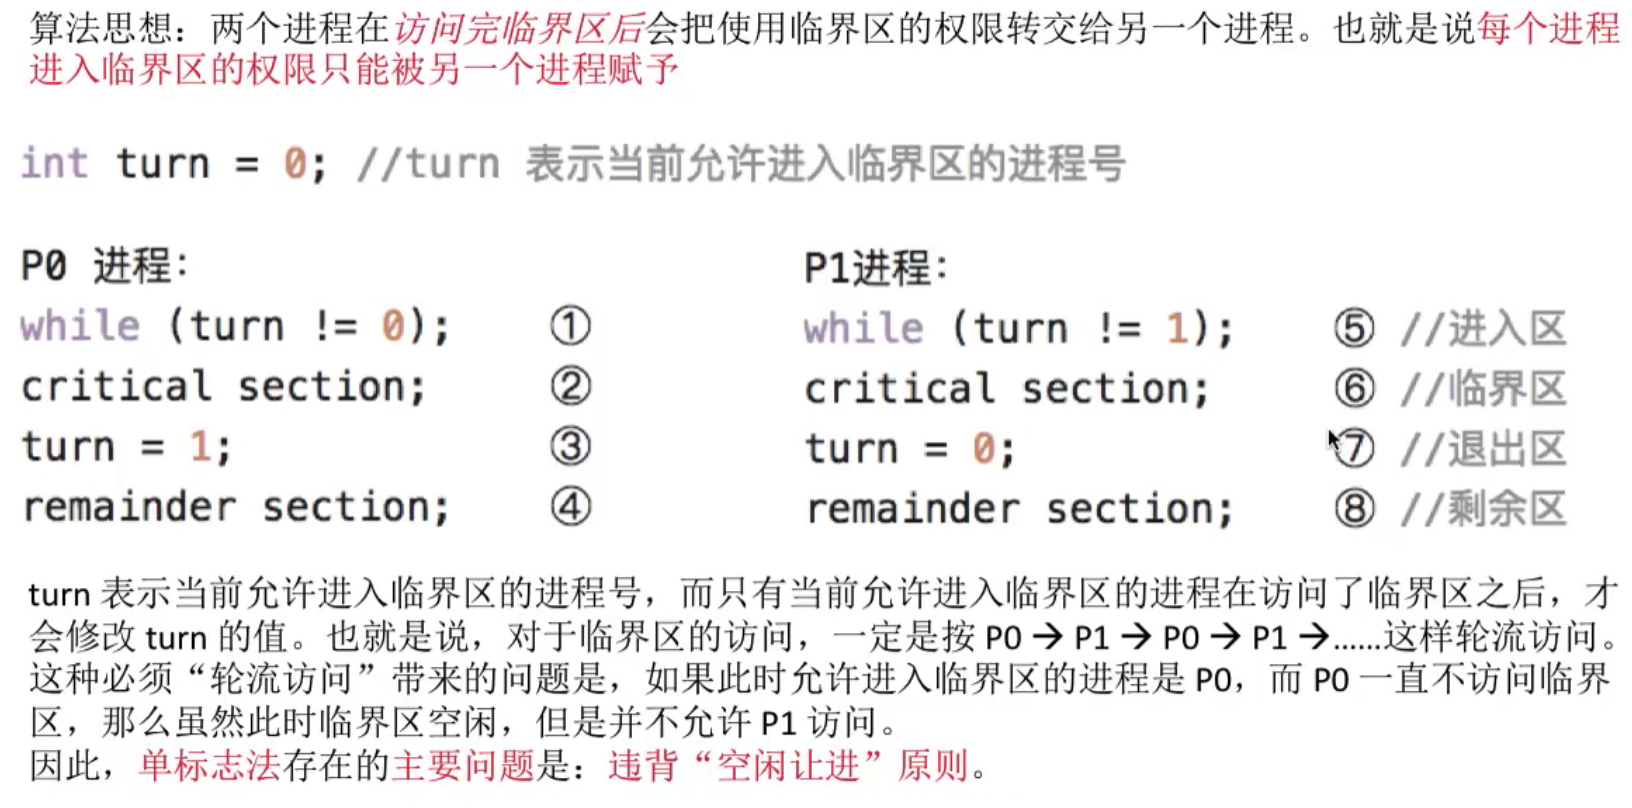 算法思想：两个进程在访问完临界区后会把使用临界区的权限转交给另一个进程。也就是说每个进程
进入临界区的权限只能被另一个进程赋予
int turn = 0; //turn 表示当前允许进入临界区的进程号
P0 进程：
while (turn != 0); ①
critical section; ②
turn = 1; ③
remainder section; ④
P1进程：
while (turn != 1); ⑤ //进入区
critical section; ⑥ //临界区
turn = 0; ⑦ //退出区
remainder section; ⑧ //剩余区
turn 表示当前允许进入临界区的进程号，而只有当前允许进入临界区的进程在访问了临界区之后，才
会修改 turn 的值。也就是说，对于临界区的访问，一定是按 P0 → P1 → P0 → P1 →……这样轮流访问。
这种必须“轮流访问”带来的问题是，如果此时允许进入临界区的进程是 P0，而 P0 一直不访问临界
区，那么虽然此时临界区空闲，但是并不允许 P1 访问。
因此，单标志法存在的主要问题是：违背“空闲让进”原则。